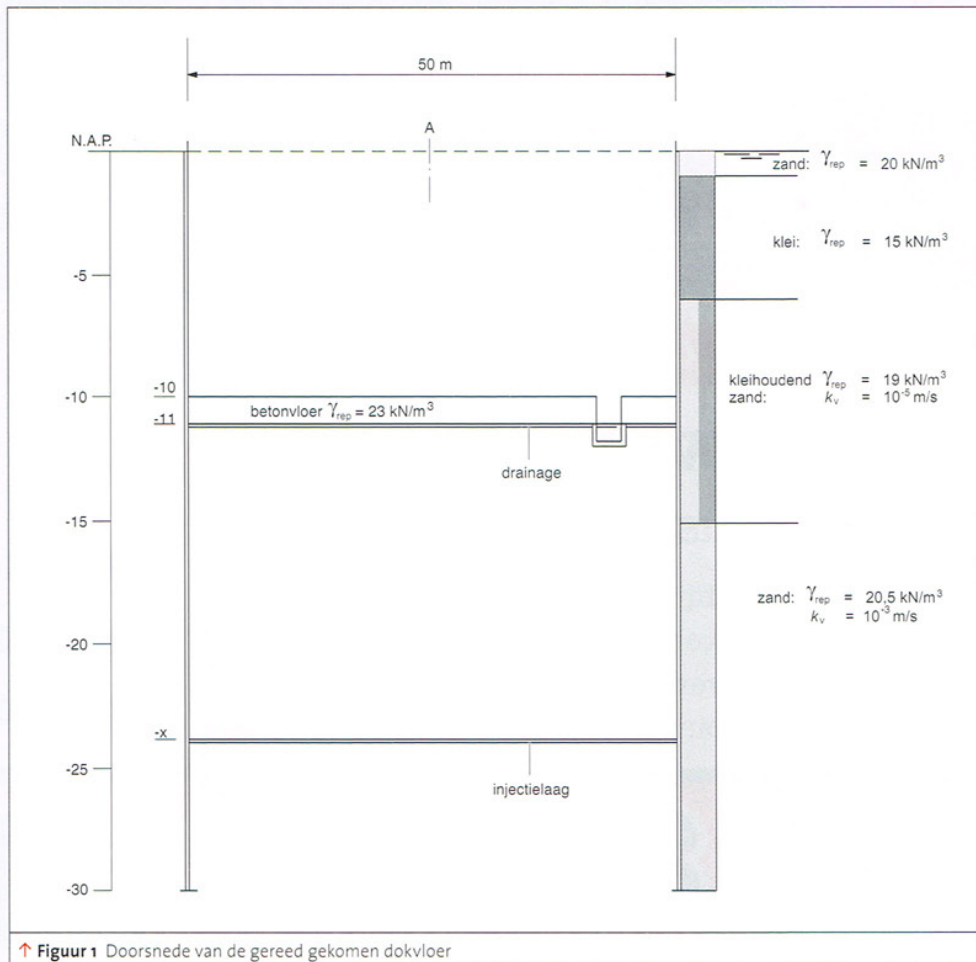 50 m
N.A.P.
A
zand: γrep = 20 kN/m³
klei: γrep = 15 kN/m³
-5
-10
-10
betonvloer γrep = 23 kN/m³
-11
kleihoudend γrep = 19 kN/m³
zand: kv = 10⁻⁵ m/s
drainage
-15
zand: γrep = 20,5 kN/m³
kv = 10⁻³ m/s
-20
-x
-25
injectielaag
-30
↑ Figuur 1 Doorsnede van de gereed gekomen dokvloer